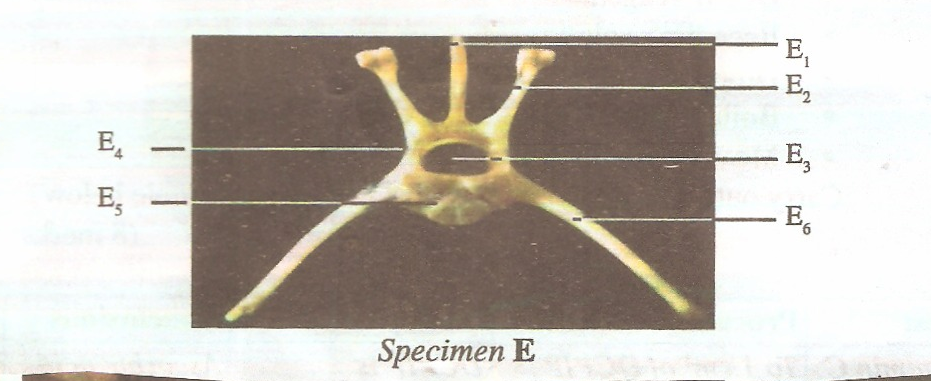 E₁
E₂
E₄
E₃
E₅
E₆
Specimen E